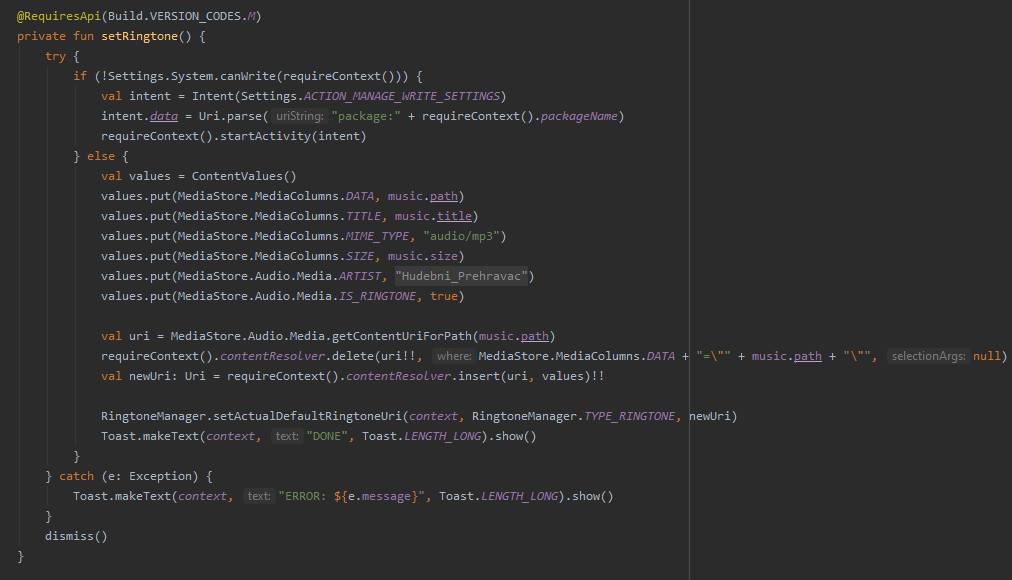 @RequiresApi(Build.VERSION_CODES.M)
private fun setRingtone() {
    try {
        if (!Settings.System.canWrite(requireContext())) {
            val intent = Intent(Settings.ACTION_MANAGE_WRITE_SETTINGS)
            intent.data = Uri.parse( uriString: "package:" + requireContext().packageName)
            requireContext().startActivity(intent)
        } else {
            val values = ContentValues()
            values.put(MediaStore.MediaColumns.DATA, music.path)
            values.put(MediaStore.MediaColumns.TITLE, music.title)
            values.put(MediaStore.MediaColumns.MIME_TYPE, "audio/mp3")
            values.put(MediaStore.MediaColumns.SIZE, music.size)
            values.put(MediaStore.Audio.Media.ARTIST, "Hudebni_Prehravac")
            values.put(MediaStore.Audio.Media.IS_RINGTONE, true)

            val uri = MediaStore.Audio.Media.getContentUriForPath(music.path)
            requireContext().contentResolver.delete(uri!!, where: MediaStore.MediaColumns.DATA + "=\"" + music.path + "\"", selectionArgs: null)
            val newUri: Uri = requireContext().contentResolver.insert(uri, values)!!

            RingtoneManager.setActualDefaultRingtoneUri(context, RingtoneManager.TYPE_RINGTONE, newUri)
            Toast.makeText(context, text: "DONE", Toast.LENGTH_LONG).show()
        }
    } catch (e: Exception) {
        Toast.makeText(context, text: "ERROR: ${e.message}", Toast.LENGTH_LONG).show()
    }
    dismiss()
}